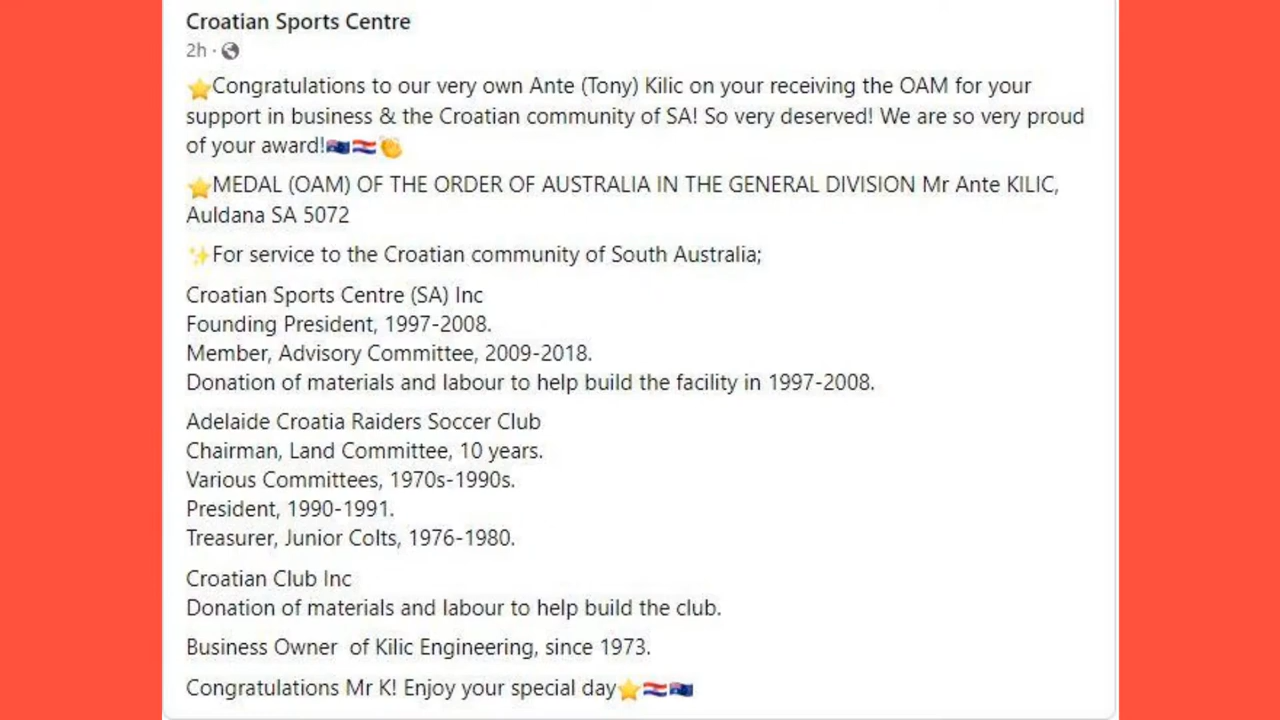 Croatian Sports Centre
2h ·
⭐Congratulations to our very own Ante (Tony) Kilic on your receiving the OAM for your
support in business & the Croatian community of SA! So very deserved! We are so very proud
of your award!🇦🇺🇭🇷👏
⭐MEDAL (OAM) OF THE ORDER OF AUSTRALIA IN THE GENERAL DIVISION Mr Ante KILIC,
Auldana SA 5072
✨For service to the Croatian community of South Australia;
Croatian Sports Centre (SA) Inc
Founding President, 1997-2008.
Member, Advisory Committee, 2009-2018.
Donation of materials and labour to help build the facility in 1997-2008.
Adelaide Croatia Raiders Soccer Club
Chairman, Land Committee, 10 years.
Various Committees, 1970s-1990s.
President, 1990-1991.
Treasurer, Junior Colts, 1976-1980.
Croatian Club Inc
Donation of materials and labour to help build the club.
Business Owner  of Kilic Engineering, since 1973.
Congratulations Mr K! Enjoy your special day⭐🇭🇷🇦🇺